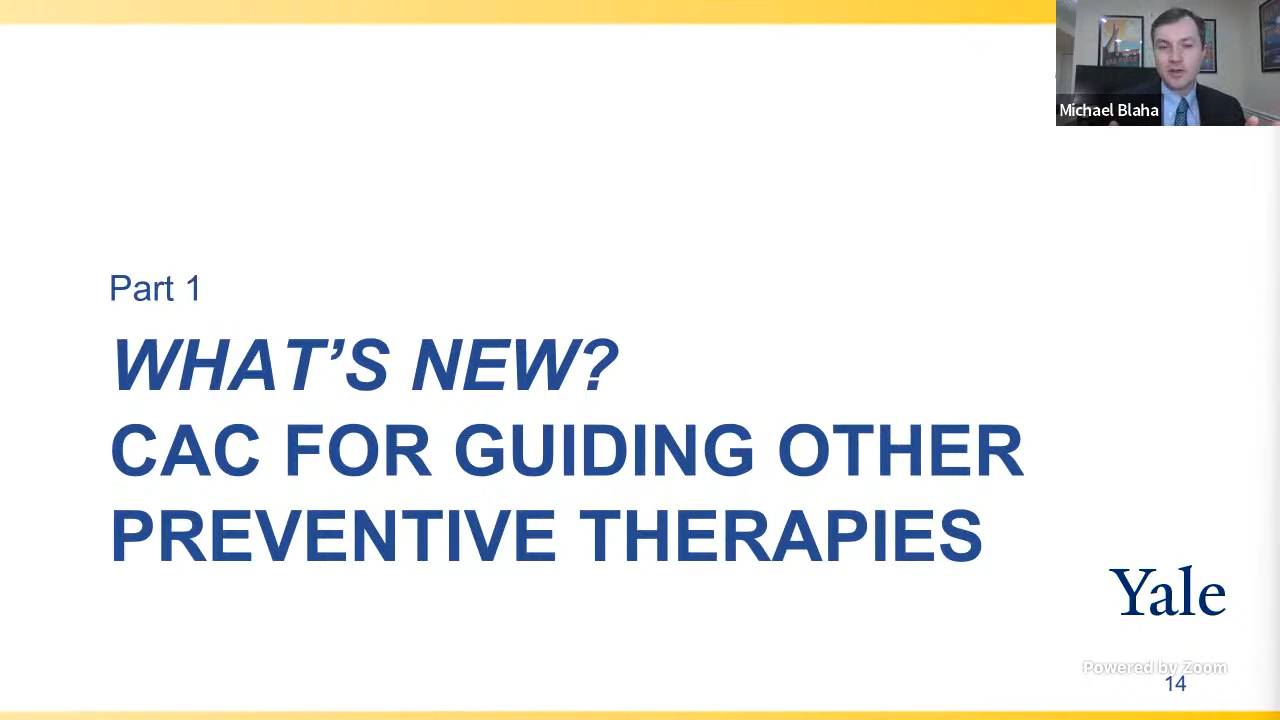 Michael Blaha
Part 1
WHAT'S NEW?
CAC FOR GUIDING OTHER
PREVENTIVE THERAPIES
Yale
Powered by Zoom
14